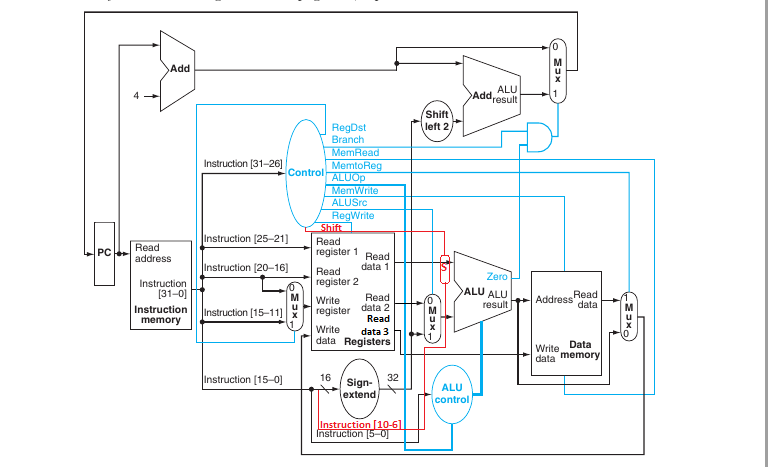 0
M
u
x
1
Add
4
Add ALU
result
Shift
left 2
RegDst
Branch
MemRead
MemtoReg
ALUOp
MemWrite
ALUSrc
RegWrite
Shift
Control
Instruction [31–26]
Instruction [25–21]
Instruction [20–16]
Instruction [15–11]
Instruction [15–0]
PC
Read
address
Instruction
[31–0]
Instruction
memory
0
M
u
x
1
Read
register 1
Read
register 2
Write
register
Write
data
Read
data 1
Read
data 2
Read
data 3
Registers
0
M
u
x
1
S
Zero
ALU ALU
result
Address
Read
data
Write
data
Data
memory
1
M
u
x
0
16
Sign-
extend
32
ALU
control
Instruction [10-6]
Instruction [5–0]